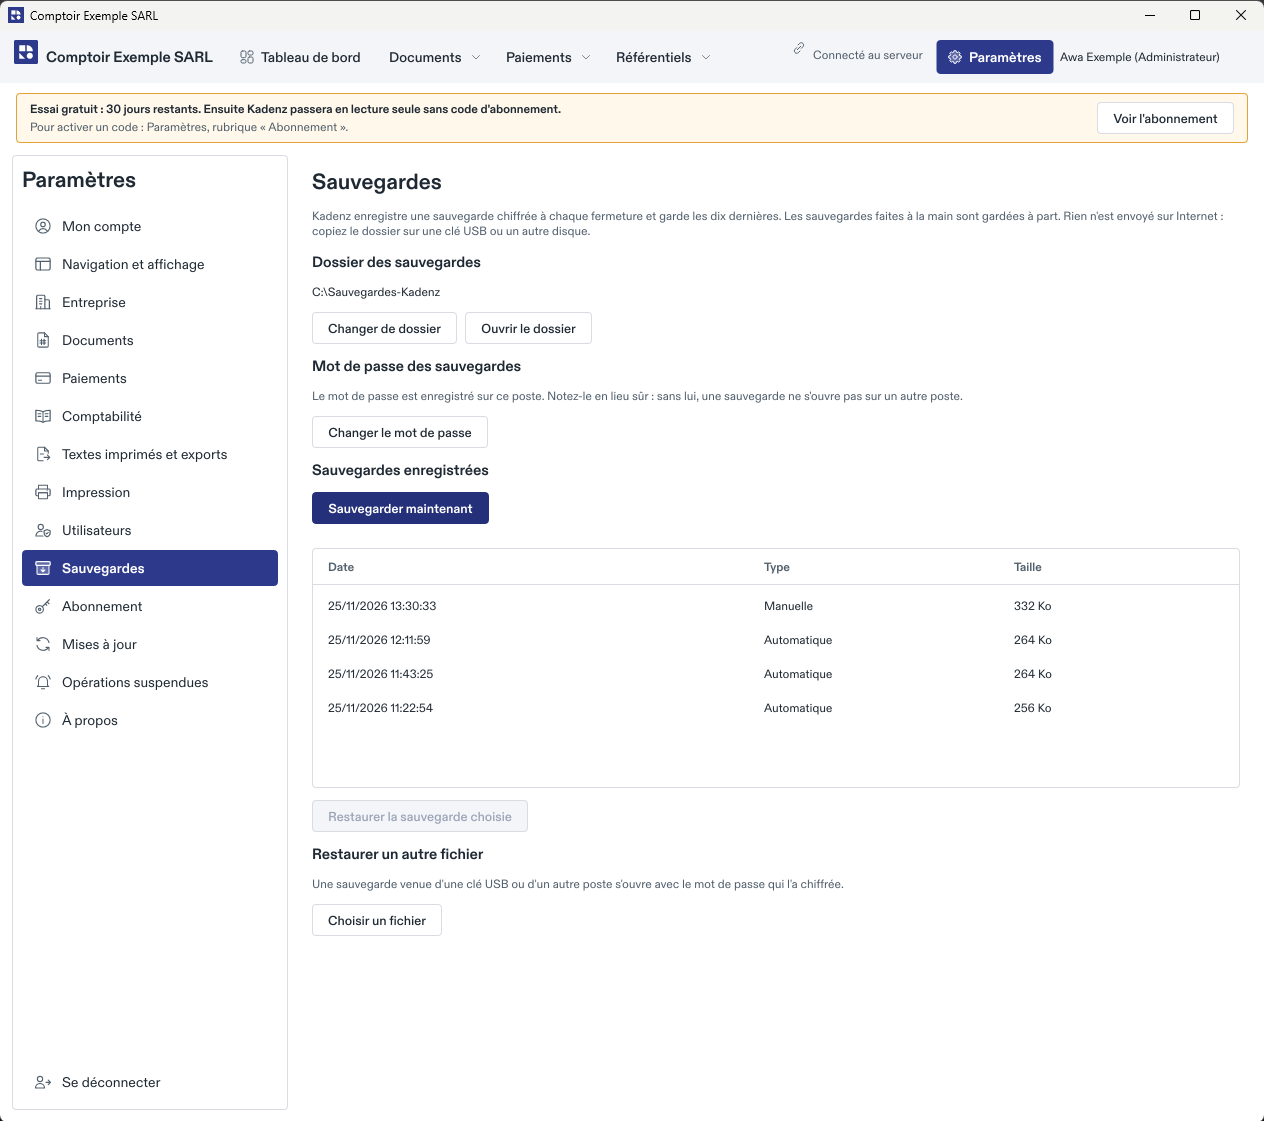 Comptoir Exemple SARL
Comptoir Exemple SARL
Tableau de bord
Documents
Paiements
Référentiels
Connecté au serveur
Paramètres
Awa Exemple (Administrateur)
Essai gratuit : 30 jours restants. Ensuite Kadenz passera en lecture seule sans code d'abonnement.
Pour activer un code : Paramètres, rubrique « Abonnement ».
Voir l'abonnement
Paramètres
Mon compte
Navigation et affichage
Entreprise
Documents
Paiements
Comptabilité
Textes imprimés et exports
Impression
Utilisateurs
Sauvegardes
Abonnement
Mises à jour
Opérations suspendues
À propos
Se déconnecter
Sauvegardes
Kadenz enregistre une sauvegarde chiffrée à chaque fermeture et garde les dix dernières. Les sauvegardes faites à la main sont gardées à part. Rien n'est envoyé sur Internet :
copiez le dossier sur une clé USB ou un autre disque.
Dossier des sauvegardes
C:\Sauvegardes-Kadenz
Changer de dossier
Ouvrir le dossier
Mot de passe des sauvegardes
Le mot de passe est enregistré sur ce poste. Notez-le en lieu sûr : sans lui, une sauvegarde ne s'ouvre pas sur un autre poste.
Changer le mot de passe
Sauvegardes enregistrées
Sauvegarder maintenant
Date Type Taille
25/11/2026 13:30:33 Manuelle 332 Ko
25/11/2026 12:11:59 Automatique 264 Ko
25/11/2026 11:43:25 Automatique 264 Ko
25/11/2026 11:22:54 Automatique 256 Ko
Restaurer la sauvegarde choisie
Restaurer un autre fichier
Une sauvegarde venue d'une clé USB ou d'un autre poste s'ouvre avec le mot de passe qui l'a chiffrée.
Choisir un fichier